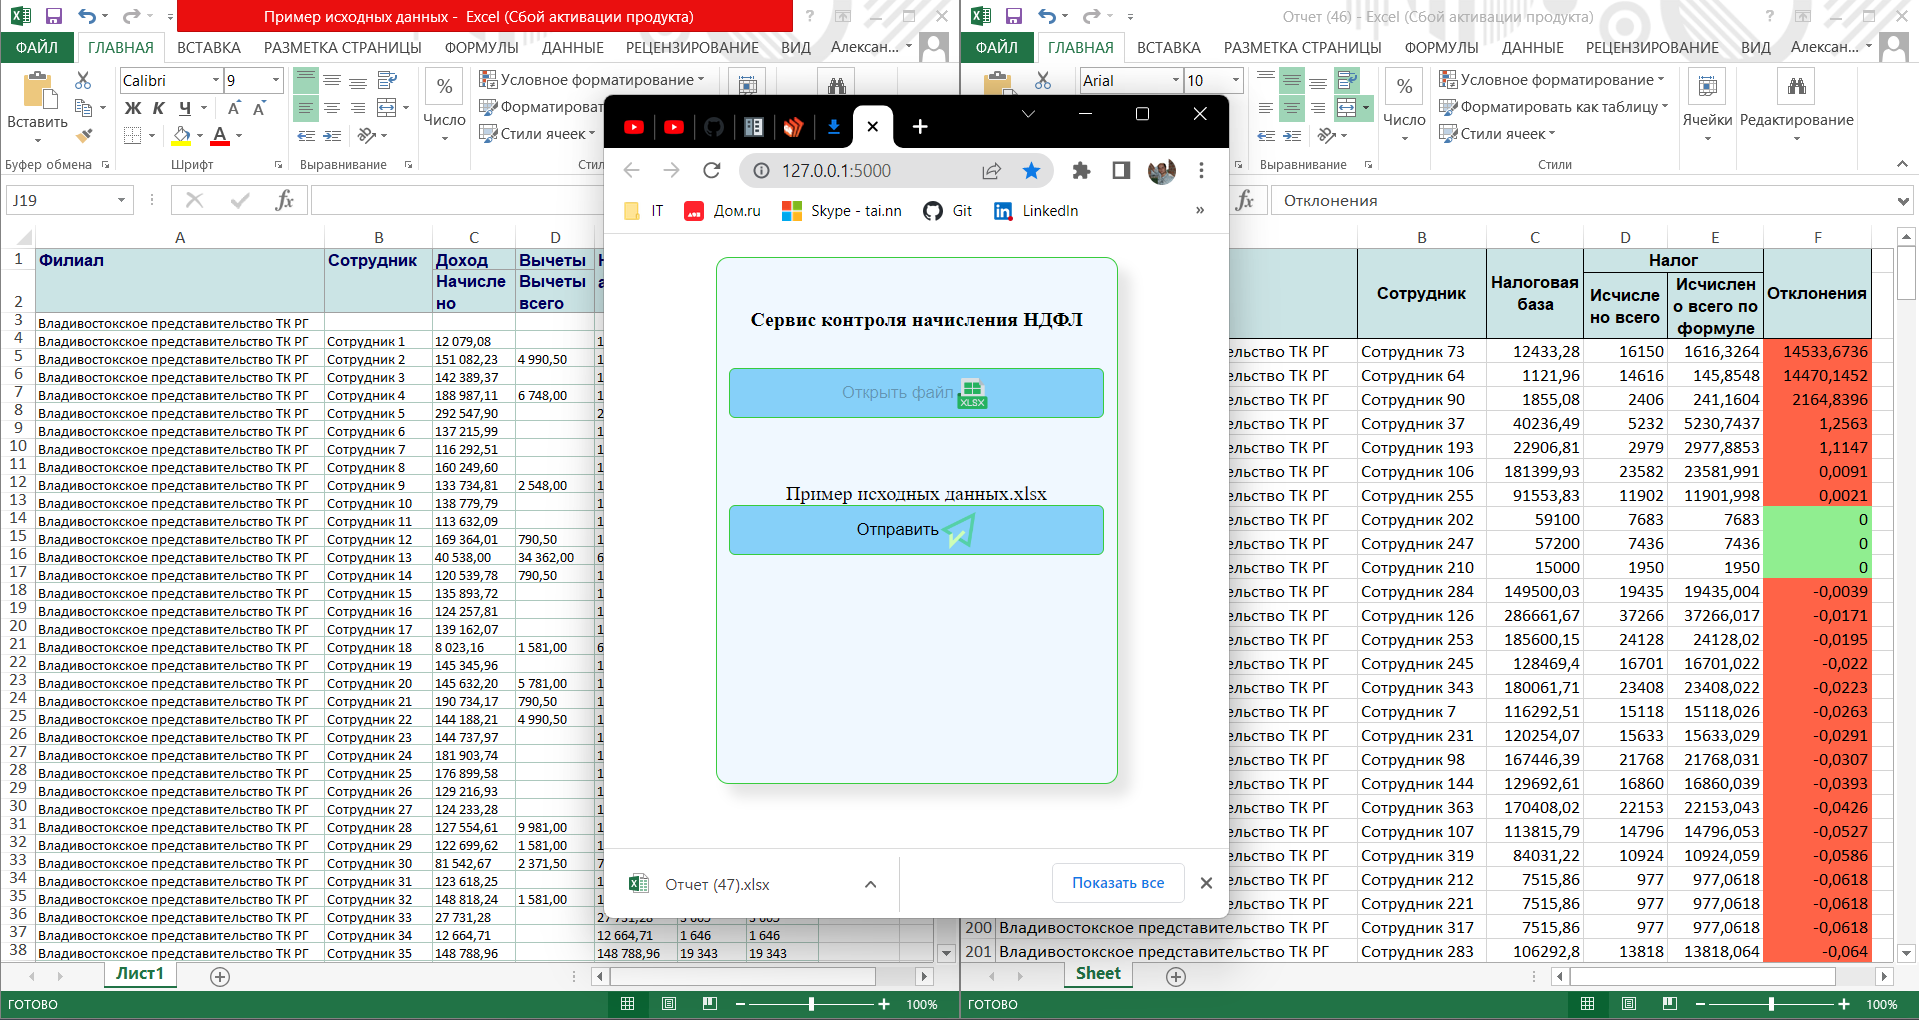 Пример исходных данных - Excel (Сбой активации продукта)
ФАЙЛ ГЛАВНАЯ ВСТАВКА РАЗМЕТКА СТРАНИЦЫ ФОРМУЛЫ ДАННЫЕ РЕЦЕНЗИРОВАНИЕ ВИД Алексан...
Вставить
Calibri 9
Ж К Ч
Число
Условное форматирование
Форматироват
Стили ячеек
Буфер обмена Шрифт Выравнивание Стил
J19
A B C D
1 Филиал Сотрудник Доход Вычеты
2 Начисле но Вычеты всего
3 Владивостокское представительство ТК РГ
4 Владивостокское представительство ТК РГ Сотрудник 1 12 079,08
5 Владивостокское представительство ТК РГ Сотрудник 2 151 082,23 4 990,50
6 Владивостокское представительство ТК РГ Сотрудник 3 142 389,37
7 Владивостокское представительство ТК РГ Сотрудник 4 188 987,11 6 748,00
8 Владивостокское представительство ТК РГ Сотрудник 5 292 547,90
9 Владивостокское представительство ТК РГ Сотрудник 6 137 215,99
10 Владивостокское представительство ТК РГ Сотрудник 7 116 292,51
11 Владивостокское представительство ТК РГ Сотрудник 8 160 249,60
12 Владивостокское представительство ТК РГ Сотрудник 9 133 734,81 2 548,00
13 Владивостокское представительство ТК РГ Сотрудник 10 138 779,79
14 Владивостокское представительство ТК РГ Сотрудник 11 113 632,09
15 Владивостокское представительство ТК РГ Сотрудник 12 169 364,01 790,50
16 Владивостокское представительство ТК РГ Сотрудник 13 40 538,00 34 362,00
17 Владивостокское представительство ТК РГ Сотрудник 14 120 539,78 790,50
18 Владивостокское представительство ТК РГ Сотрудник 15 135 893,72
19 Владивостокское представительство ТК РГ Сотрудник 16 124 257,81
20 Владивостокское представительство ТК РГ Сотрудник 17 139 162,07
21 Владивостокское представительство ТК РГ Сотрудник 18 8 023,16 1 581,00
22 Владивостокское представительство ТК РГ Сотрудник 19 145 345,96
23 Владивостокское представительство ТК РГ Сотрудник 20 145 632,20 5 781,00
24 Владивостокское представительство ТК РГ Сотрудник 21 190 734,17 790,50
25 Владивостокское представительство ТК РГ Сотрудник 22 144 188,21 4 990,50
26 Владивостокское представительство ТК РГ Сотрудник 23 144 737,97
27 Владивостокское представительство ТК РГ Сотрудник 24 181 903,74
28 Владивостокское представительство ТК РГ Сотрудник 25 176 899,58
29 Владивостокское представительство ТК РГ Сотрудник 26 129 216,93
30 Владивостокское представительство ТК РГ Сотрудник 27 124 233,28
31 Владивостокское представительство ТК РГ Сотрудник 28 127 554,61 9 981,00
32 Владивостокское представительство ТК РГ Сотрудник 29 122 699,62 1 581,00
33 Владивостокское представительство ТК РГ Сотрудник 30 81 542,67 2 371,50
34 Владивостокское представительство ТК РГ Сотрудник 31 123 618,25
35 Владивостокское представительство ТК РГ Сотрудник 32 148 818,24 1 581,00
36 Владивостокское представительство ТК РГ Сотрудник 33 27 731,28
37 Владивостокское представительство ТК РГ Сотрудник 34 12 664,71 12 664,71 1 646 1 646
38 Владивостокское представительство ТК РГ Сотрудник 35 148 788,96 148 788,96 19 343 19 343
Лист1
ГОТОВО 100%
127.0.0.1:5000
IT Дом.ru Skype - tai.nn Git LinkedIn
Сервис контроля начисления НДФЛ
Открыть файл XLSX
Пример исходных данных.xlsx
Отправить
Отчет (47).xlsx Показать все
Отчет (46) - Excel (Сбой активации продукта)
ФАЙЛ ГЛАВНАЯ ВСТАВКА РАЗМЕТКА СТРАНИЦЫ ФОРМУЛЫ ДАННЫЕ РЕЦЕНЗИРОВАНИЕ ВИД Алексан...
Arial 10
Число
Условное форматирование
Форматировать как таблицу
Стили ячеек
Ячейки Редактирование
Выравнивание Стили
Отклонения
B C D E F
Сотрудник Налоговая база Налог Отклонения
Исчисле но всего Исчислен о всего по формуле
ельство ТК РГ Сотрудник 73 12433,28 16150 1616,3264 14533,6736
ельство ТК РГ Сотрудник 64 1121,96 14616 145,8548 14470,1452
ельство ТК РГ Сотрудник 90 1855,08 2406 241,1604 2164,8396
ельство ТК РГ Сотрудник 37 40236,49 5232 5230,7437 1,2563
ельство ТК РГ Сотрудник 193 22906,81 2979 2977,8853 1,1147
ельство ТК РГ Сотрудник 106 181399,93 23582 23581,991 0,0091
ельство ТК РГ Сотрудник 255 91553,83 11902 11901,998 0,0021
ельство ТК РГ Сотрудник 202 59100 7683 7683 0
ельство ТК РГ Сотрудник 247 57200 7436 7436 0
ельство ТК РГ Сотрудник 210 15000 1950 1950 0
ельство ТК РГ Сотрудник 284 149500,03 19435 19435,004 -0,0039
ельство ТК РГ Сотрудник 126 286661,67 37266 37266,017 -0,0171
ельство ТК РГ Сотрудник 253 185600,15 24128 24128,02 -0,0195
ельство ТК РГ Сотрудник 245 128469,4 16701 16701,022 -0,022
ельство ТК РГ Сотрудник 343 180061,71 23408 23408,022 -0,0223
ельство ТК РГ Сотрудник 7 116292,51 15118 15118,026 -0,0263
ельство ТК РГ Сотрудник 231 120254,07 15633 15633,029 -0,0291
ельство ТК РГ Сотрудник 98 167446,39 21768 21768,031 -0,0307
ельство ТК РГ Сотрудник 144 129692,61 16860 16860,039 -0,0393
ельство ТК РГ Сотрудник 363 170408,02 22153 22153,043 -0,0426
ельство ТК РГ Сотрудник 107 113815,79 14796 14796,053 -0,0527
ельство ТК РГ Сотрудник 319 84031,22 10924 10924,059 -0,0586
ельство ТК РГ Сотрудник 212 7515,86 977 977,0618 -0,0618
ельство ТК РГ Сотрудник 221 7515,86 977 977,0618 -0,0618
200 Владивостокское представительство ТК РГ Сотрудник 317 7515,86 977 977,0618 -0,0618
201 Владивостокское представительство ТК РГ Сотрудник 283 106292,8 13818 13818,064 -0,064
Sheet
ГОТОВО 100%